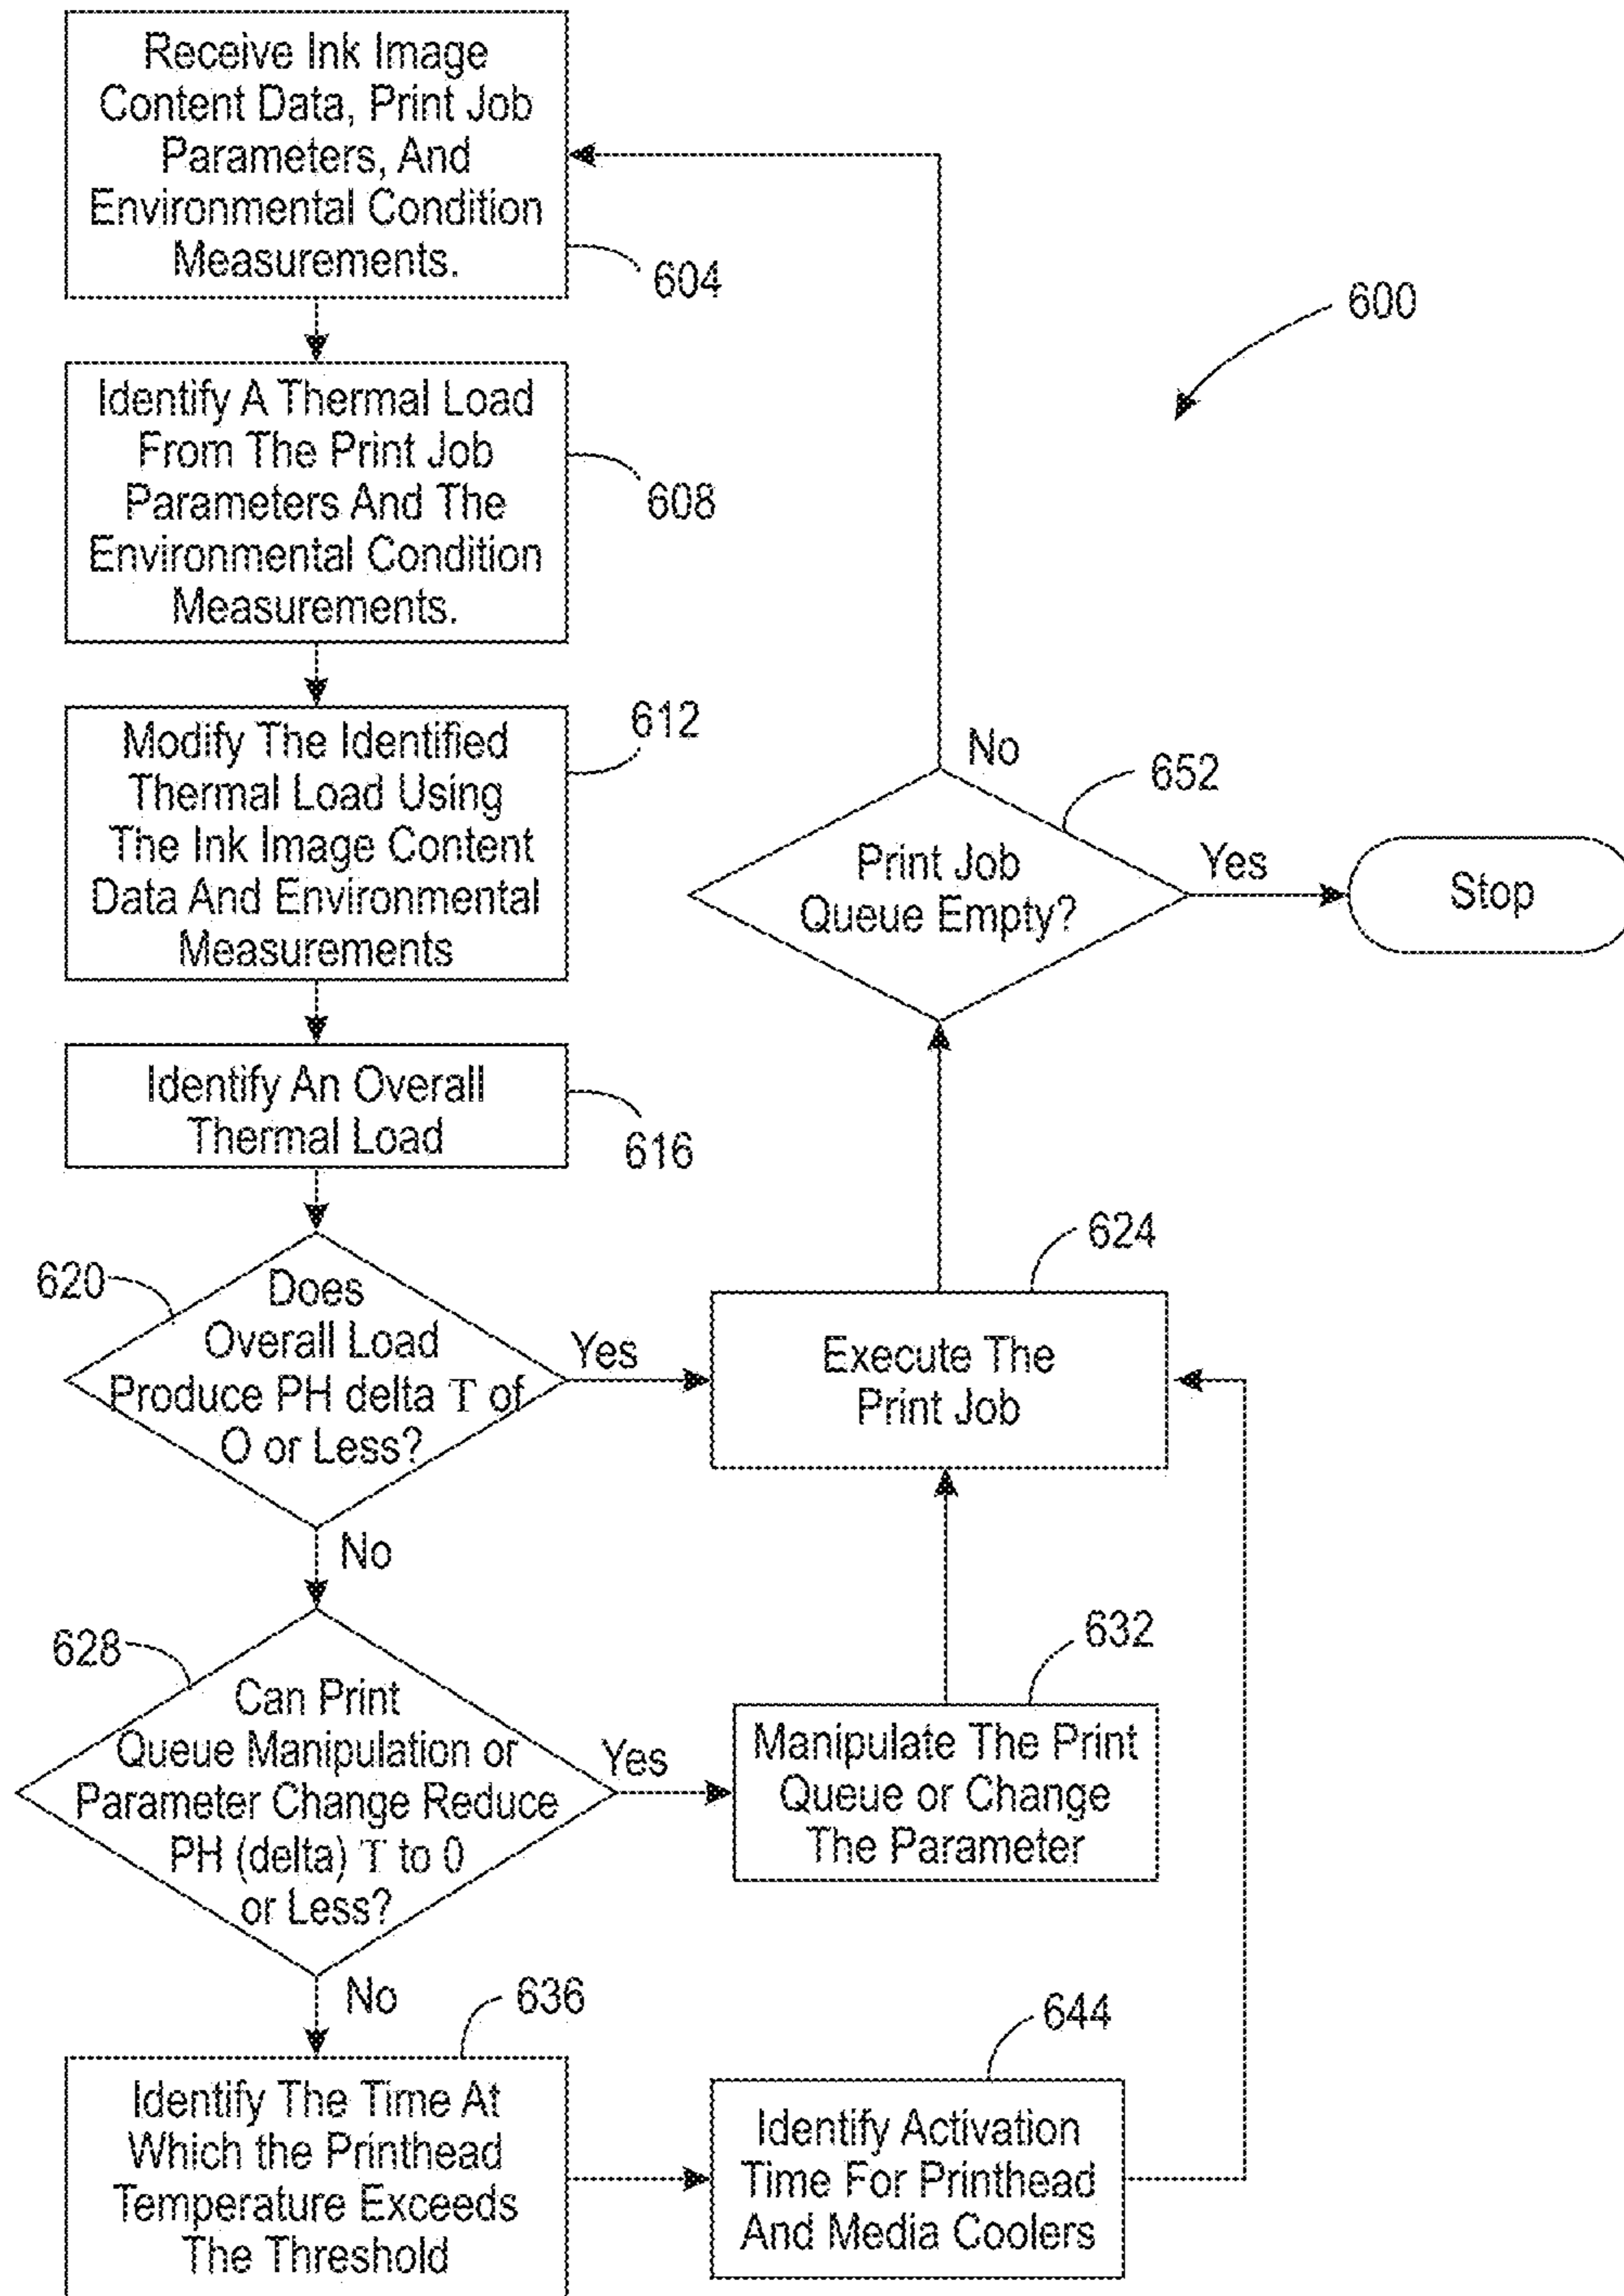 Receive Ink Image
Content Data, Print Job
Parameters, And
Environmental Condition
Measurements.
604
600
Identify A Thermal Load
From The Print Job
Parameters And The
Environmental Condition
Measurements.
608
Modify The Identified
Thermal Load Using
The Ink Image Content
Data And Environmental
Measurements
612
Identify An Overall
Thermal Load
616
620
Does
Overall Load
Produce PH delta T of
O or Less?
Yes
No
Execute The
Print Job
624
No
Print Job
Queue Empty?
652
Yes
Stop
628
Can Print
Queue Manipulation or
Parameter Change Reduce
PH (delta) T to 0
or Less?
Yes
No
Manipulate The Print
Queue or Change
The Parameter
632
Identify The Time At
Which the Printhead
Temperature Exceeds
The Threshold
636
Identify Activation
Time For Printhead
And Media Coolers
644